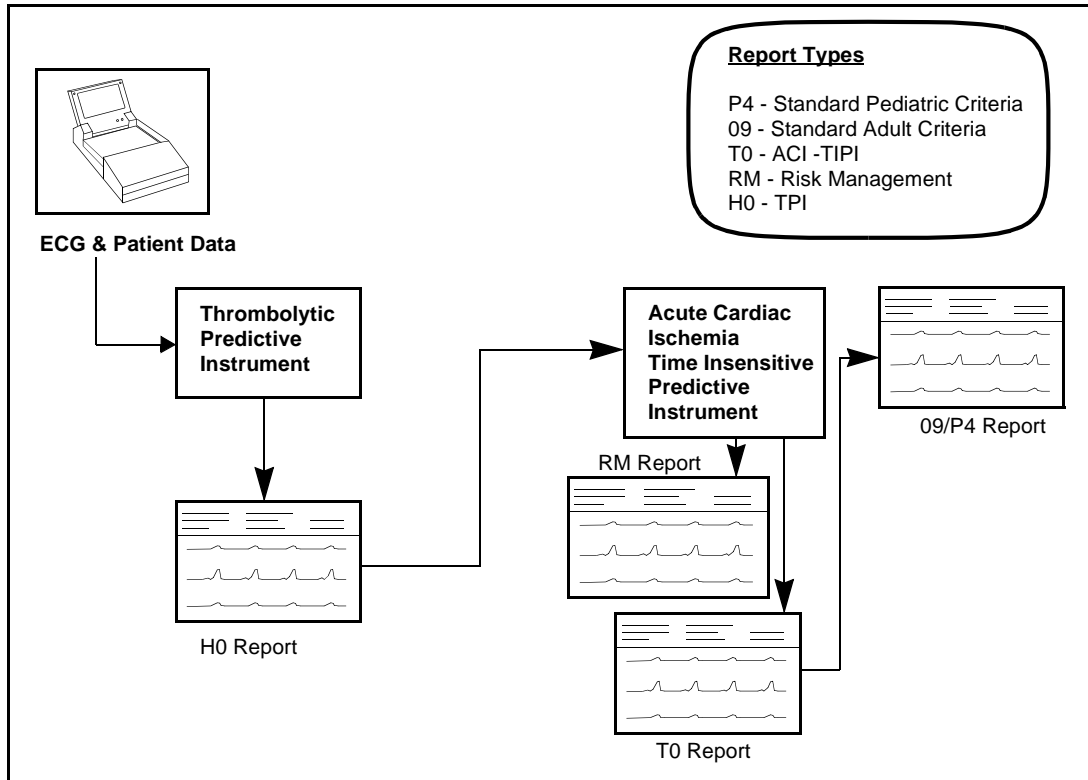 Report Types
P4 - Standard Pediatric Criteria
09 - Standard Adult Criteria
T0 - ACI -TIPI
RM - Risk Management
H0 - TPI
ECG & Patient Data
Thrombolytic
Predictive
Instrument
Acute Cardiac
Ischemia
Time Insensitive
Predictive
Instrument
09/P4 Report
RM Report
H0 Report
T0 Report